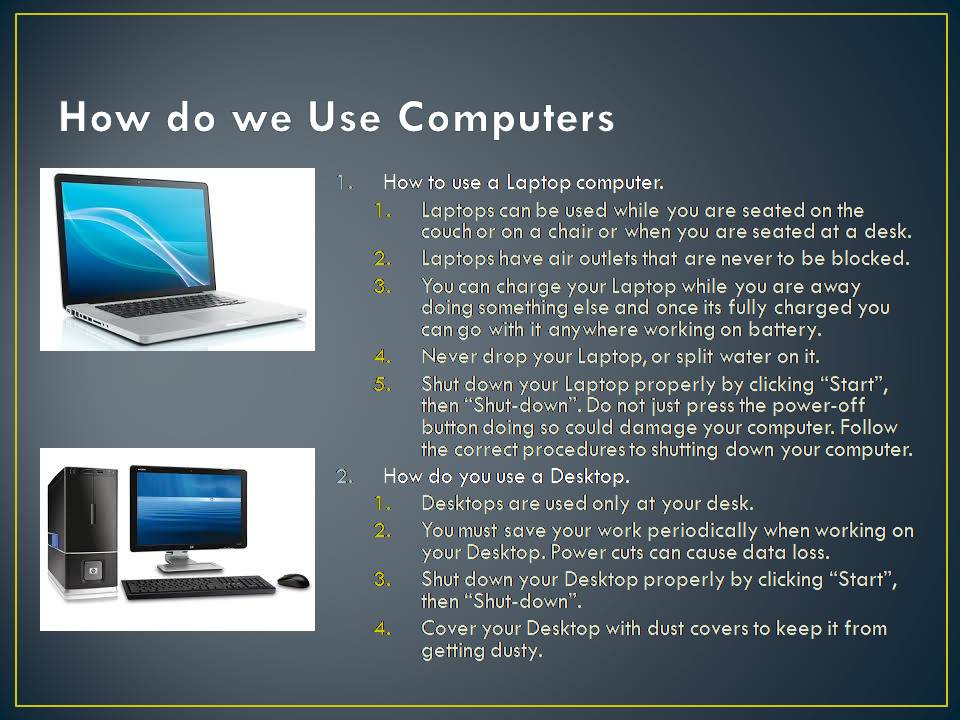 How do we Use Computers
1. How to use a Laptop computer.
1. Laptops can be used while you are seated on the
couch or on a chair or when you are seated at a desk.
2. Laptops have air outlets that are never to be blocked.
3. You can charge your Laptop while you are away
doing something else and once its fully charged you
can go with it anywhere working on battery.
4. Never drop your Laptop, or split water on it.
5. Shut down your Laptop properly by clicking “Start”,
then “Shut-down”. Do not just press the power-off
button doing so could damage your computer. Follow
the correct procedures to shutting down your computer.
2. How do you use a Desktop.
1. Desktops are used only at your desk.
2. You must save your work periodically when working on
your Desktop. Power cuts can cause data loss.
3. Shut down your Desktop properly by clicking “Start”,
then “Shut-down”.
4. Cover your Desktop with dust covers to keep it from
getting dusty.